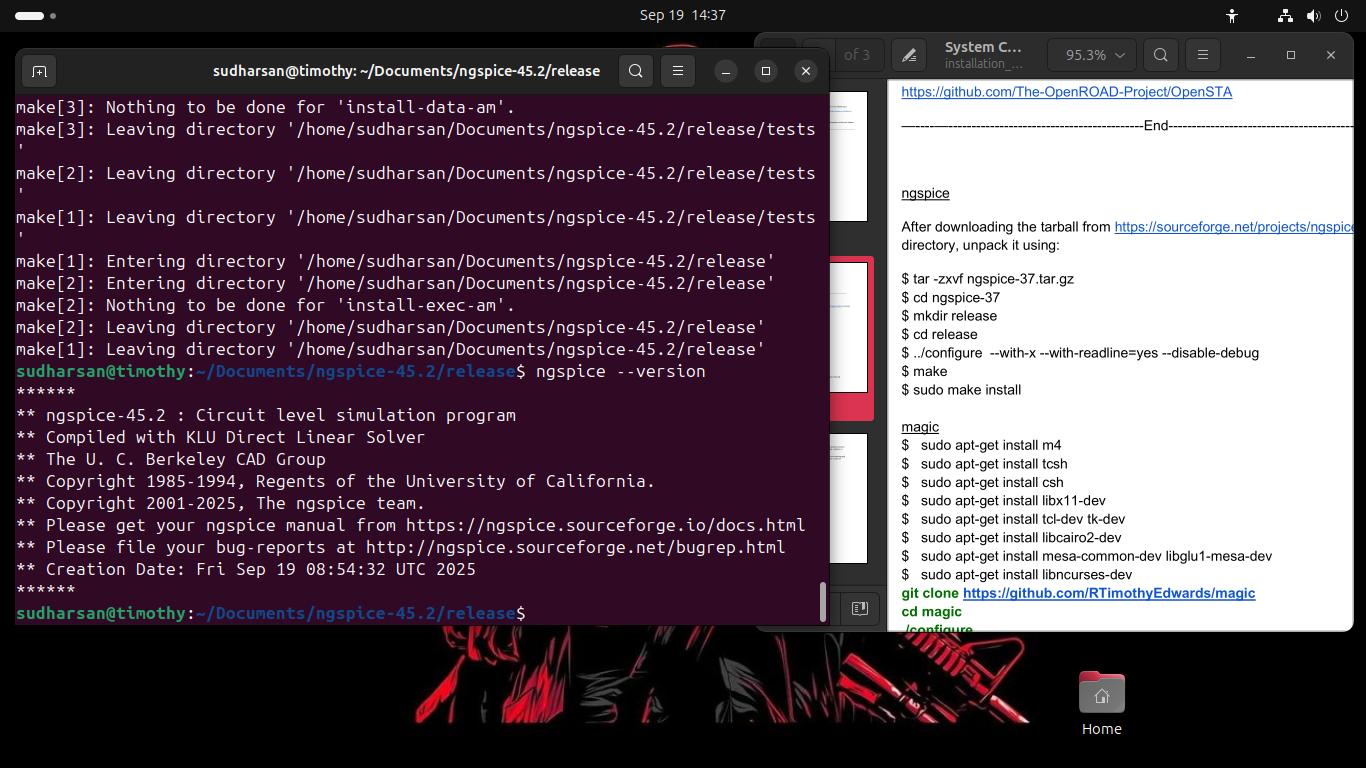 Sep 19 14:37
sudharsan@timothy: ~/Documents/ngspice-45.2/release
make[3]: Nothing to be done for 'install-data-am'.
make[3]: Leaving directory '/home/sudharsan/Documents/ngspice-45.2/release/tests
'
make[2]: Leaving directory '/home/sudharsan/Documents/ngspice-45.2/release/tests
'
make[1]: Leaving directory '/home/sudharsan/Documents/ngspice-45.2/release/tests
'
make[1]: Entering directory '/home/sudharsan/Documents/ngspice-45.2/release'
make[2]: Entering directory '/home/sudharsan/Documents/ngspice-45.2/release'
make[2]: Nothing to be done for 'install-exec-am'.
make[2]: Leaving directory '/home/sudharsan/Documents/ngspice-45.2/release'
make[1]: Leaving directory '/home/sudharsan/Documents/ngspice-45.2/release'
sudharsan@timothy:~/Documents/ngspice-45.2/release$ ngspice --version
******
** ngspice-45.2 : Circuit level simulation program
** Compiled with KLU Direct Linear Solver
** The U. C. Berkeley CAD Group
** Copyright 1985-1994, Regents of the University of California.
** Copyright 2001-2025, The ngspice team.
** Please get your ngspice manual from https://ngspice.sourceforge.io/docs.html
** Please file your bug-reports at http://ngspice.sourceforge.net/bugrep.html
** Creation Date: Fri Sep 19 08:54:32 UTC 2025
******
sudharsan@timothy:~/Documents/ngspice-45.2/release$
of 3
System C…
installation_…
95.3%
https://github.com/The-OpenROAD-Project/OpenSTA
—----—-----------------------------------------End---------------------------------------
ngspice
After downloading the tarball from https://sourceforge.net/projects/ngspice
directory, unpack it using:
$ tar -zxvf ngspice-37.tar.gz
$ cd ngspice-37
$ mkdir release
$ cd release
$ ../configure --with-x --with-readline=yes --disable-debug
$ make
$ sudo make install
magic
$ sudo apt-get install m4
$ sudo apt-get install tcsh
$ sudo apt-get install csh
$ sudo apt-get install libx11-dev
$ sudo apt-get install tcl-dev tk-dev
$ sudo apt-get install libcairo2-dev
$ sudo apt-get install mesa-common-dev libglu1-mesa-dev
$ sudo apt-get install libncurses-dev
git clone https://github.com/RTimothyEdwards/magic
cd magic
./configure
Home